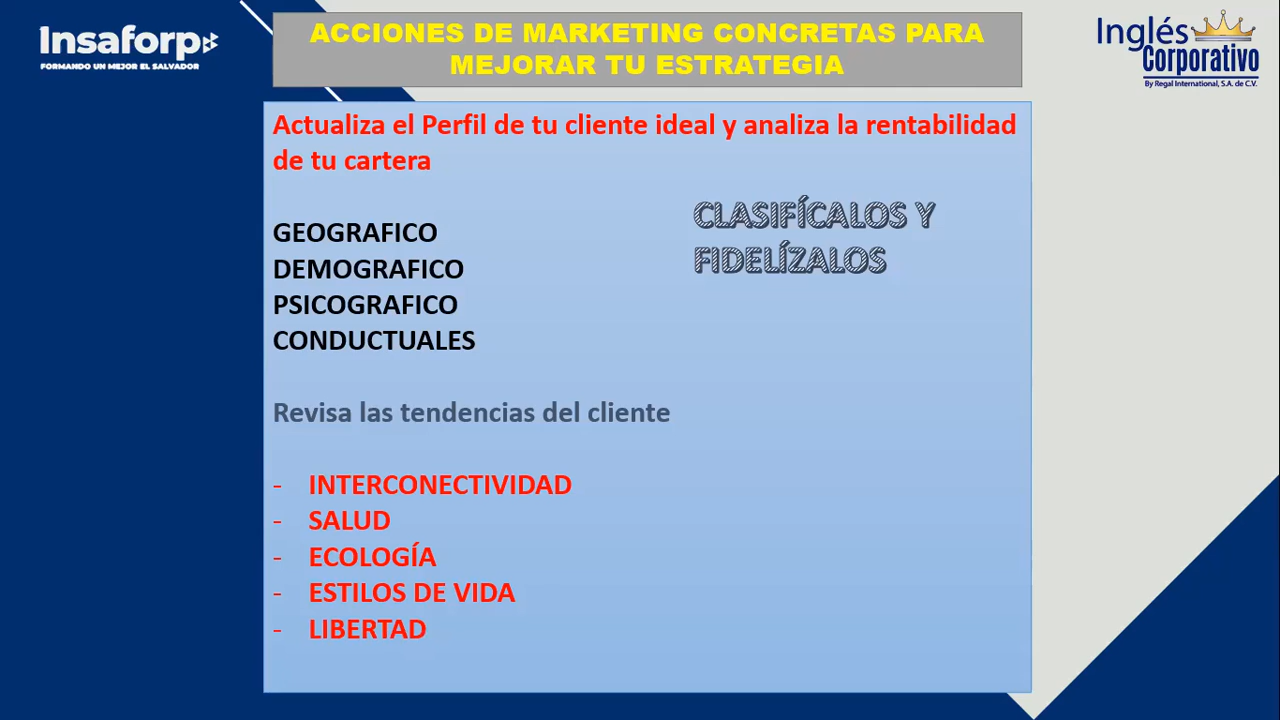 Insaforp
FORMANDO UN MEJOR EL SALVADOR
ACCIONES DE MARKETING CONCRETAS PARA
MEJORAR TU ESTRATEGIA
Inglés
Corporativo
By Regal International, S.A. de C.V.
Actualiza el Perfil de tu cliente ideal y analiza la rentabilidad
de tu cartera
CLASIFÍCALOS Y
FIDELÍZALOS
GEOGRAFICO
DEMOGRAFICO
PSICOGRAFICO
CONDUCTUALES
Revisa las tendencias del cliente
- INTERCONECTIVIDAD
- SALUD
- ECOLOGÍA
- ESTILOS DE VIDA
- LIBERTAD